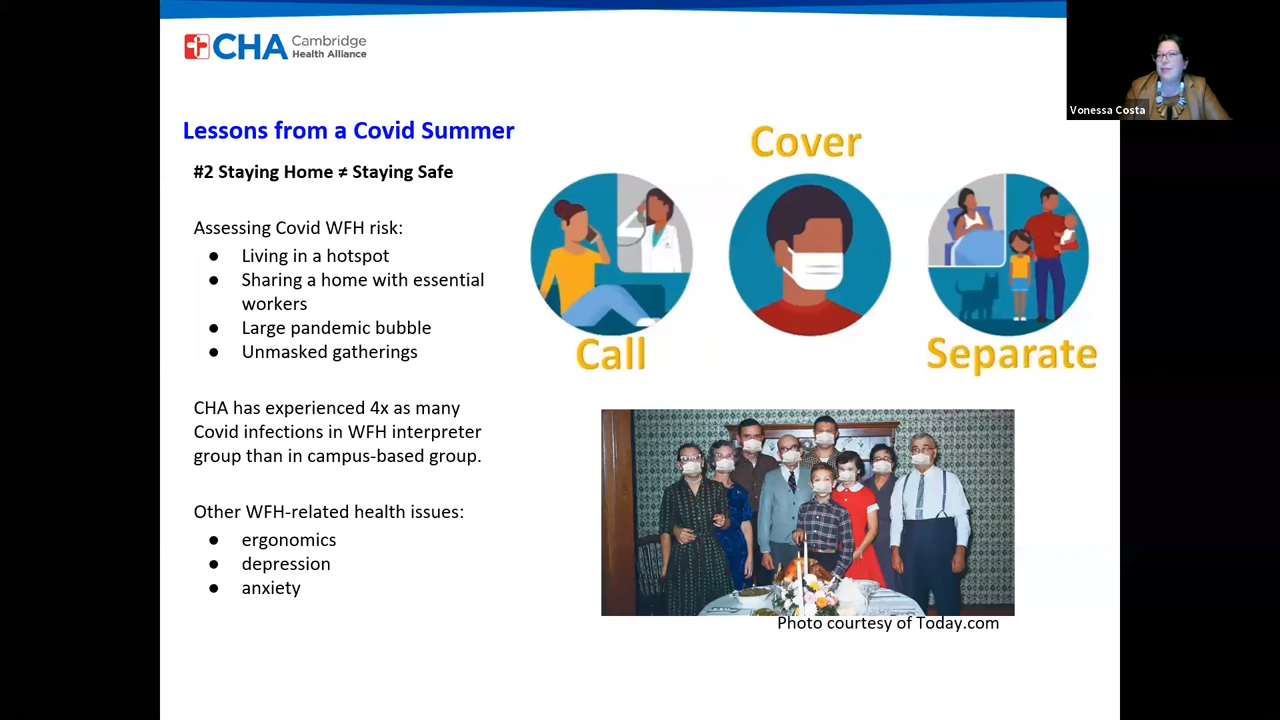 CHA Cambridge
Health Alliance
Vonessa Costa
Lessons from a Covid Summer
#2 Staying Home ≠ Staying Safe
Assessing Covid WFH risk:
● Living in a hotspot
● Sharing a home with essential
workers
● Large pandemic bubble
● Unmasked gatherings
CHA has experienced 4x as many
Covid infections in WFH interpreter
group than in campus-based group.
Other WFH-related health issues:
● ergonomics
● depression
● anxiety
Cover
Call
Separate
Photo courtesy of Today.com